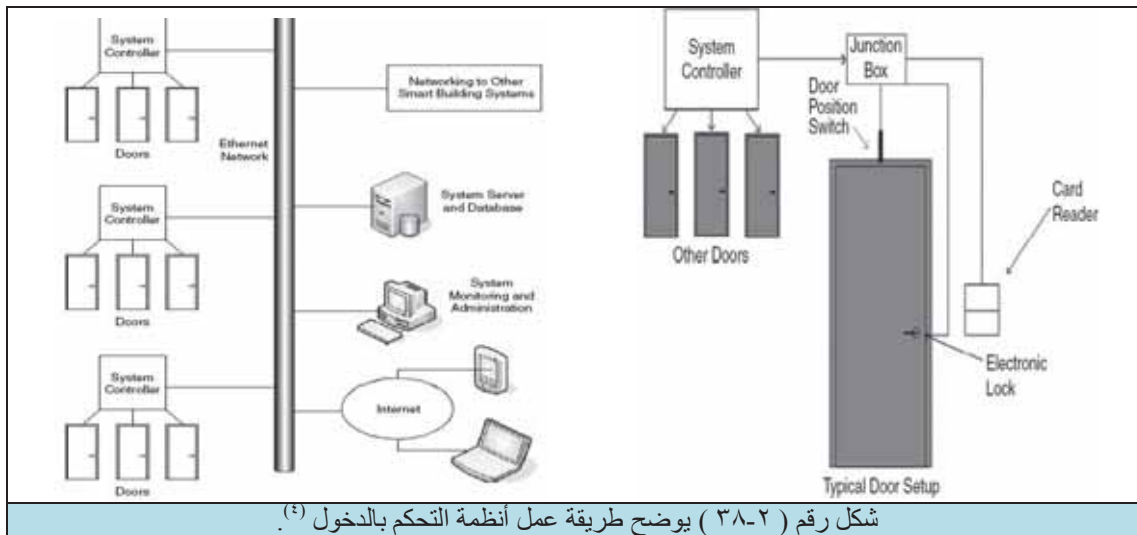 System
Controller
Doors
System
Controller
Doors
System
Controller
Doors
Ethernet
Network
Networking to Other
Smart Building Systems
System Server
and Database
System
Monitoring and
Administration
Internet
System
Controller
Other Doors
Junction
Box
Door
Position
Switch
Card
Reader
Electronic
Lock
Typical Door Setup
شكل رقم ( ٢-٣٨ ) يوضح طريقة عمل أنظمة التحكم بالدخول (٤).